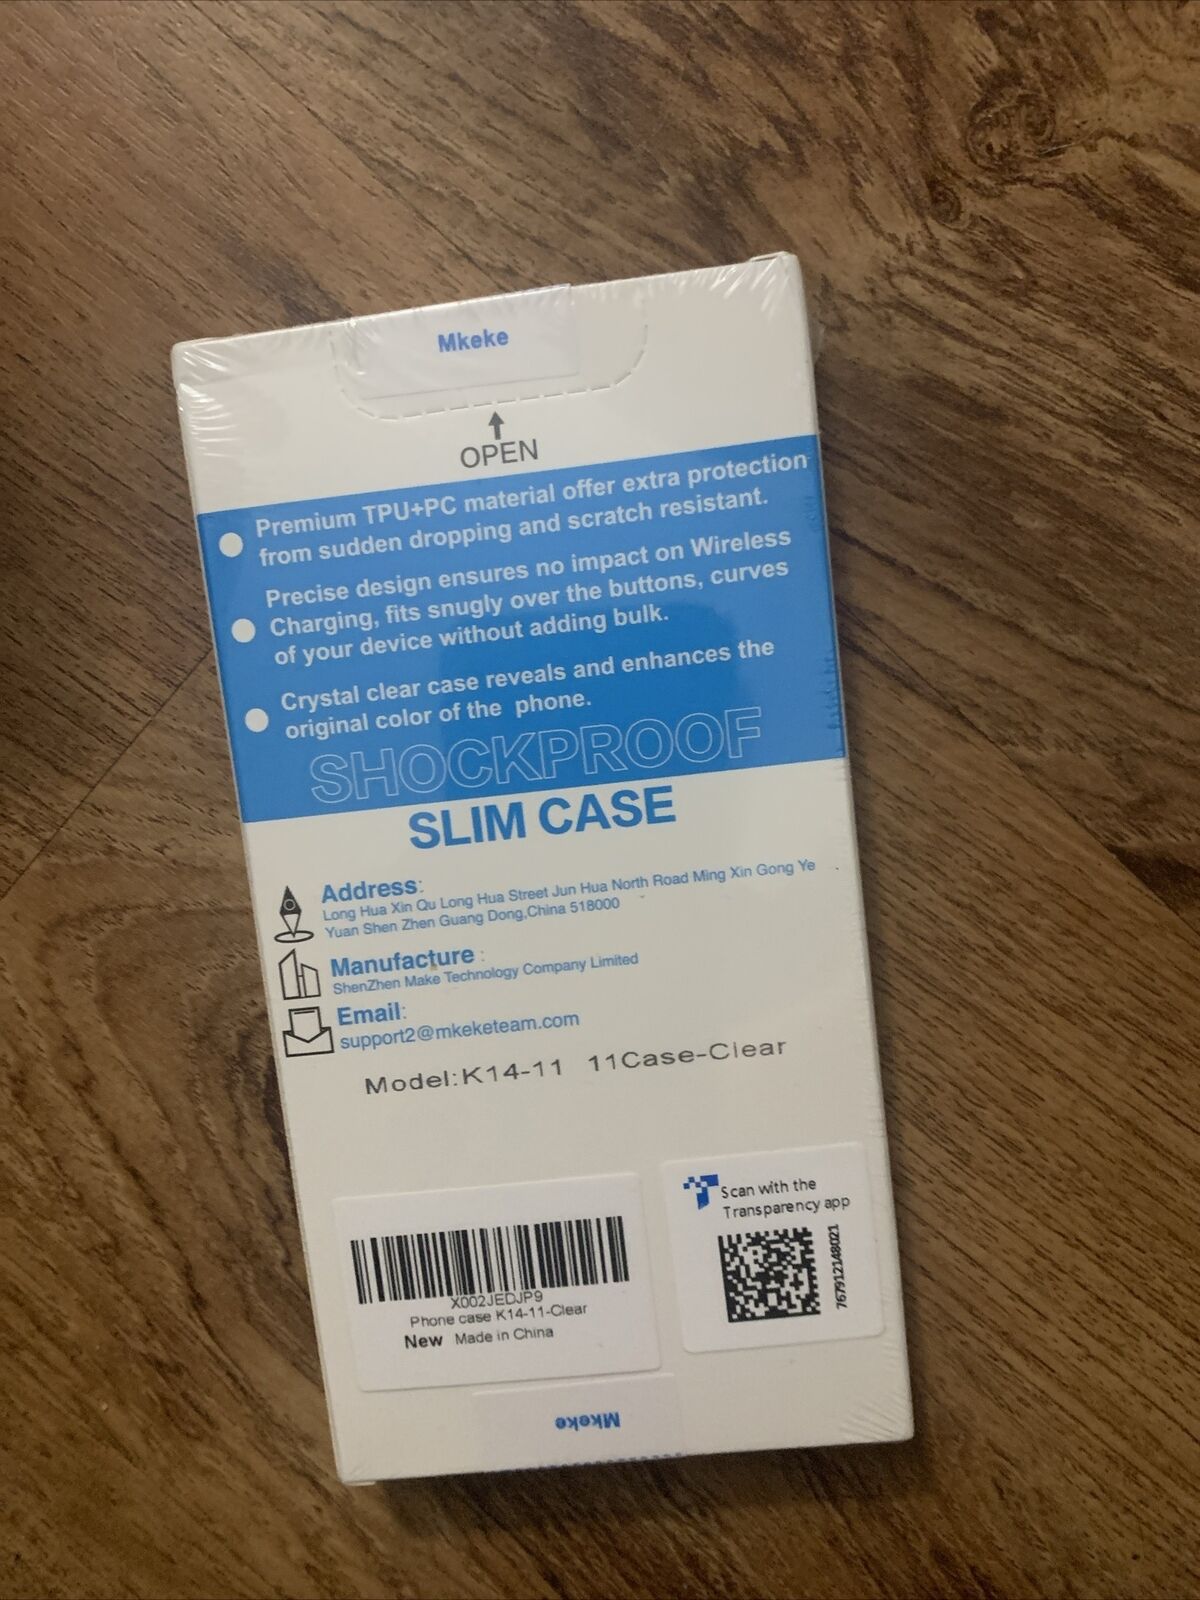 Mkeke
OPEN
Premium TPU+PC material offer extra protection
from sudden dropping and scratch resistant.
Precise design ensures no impact on Wireless
Charging, fits snugly over the buttons, curves
of your device without adding bulk.
Crystal clear case reveals and enhances the
original color of the phone.
SHOCKPROOF
SLIM CASE
Address:
Long Hua Xin Qu Long Hua Street Jun Hua North Road Ming Xin Gong Ye
Yuan Shen Zhen Guang Dong,China 518000
Manufacture :
ShenZhen Make Technology Company Limited
Email:
support2@mkeketeam.com
Model:K14-11 11Case-Clear
X002JEDJP9
Phone case K14-11-Clear
New Made in China
Scan with the
Transparency app
767912148021
Mkeke